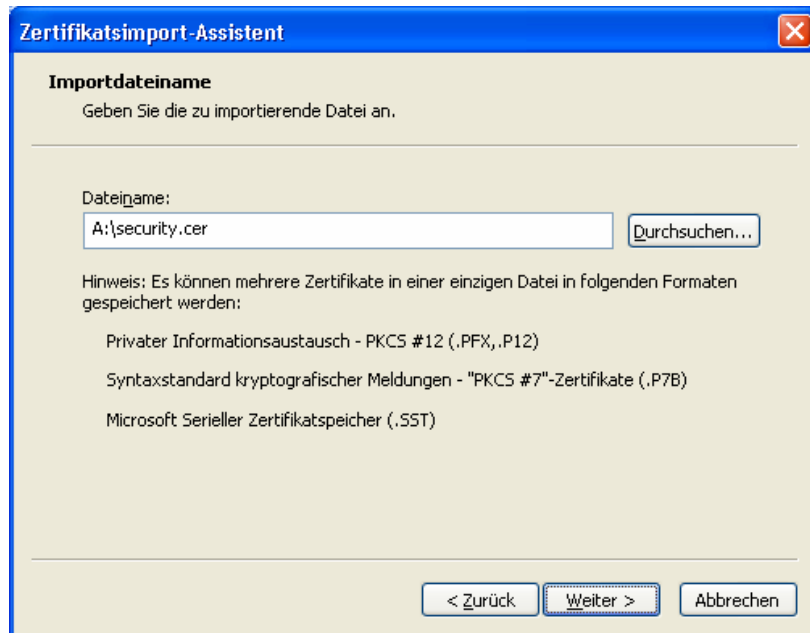 Zertifikatsimport-Assistent
Importdateiname
Geben Sie die zu importierende Datei an.
Dateiname:
A:\security.cer
Durchsuchen...
Hinweis: Es können mehrere Zertifikate in einer einzigen Datei in folgenden Formaten
gespeichert werden:
Privater Informationsaustausch - PKCS #12 (.PFX,.P12)
Syntaxstandard kryptografischer Meldungen - "PKCS #7"-Zertifikate (.P7B)
Microsoft Serieller Zertifikatspeicher (.SST)
< Zurück
Weiter >
Abbrechen